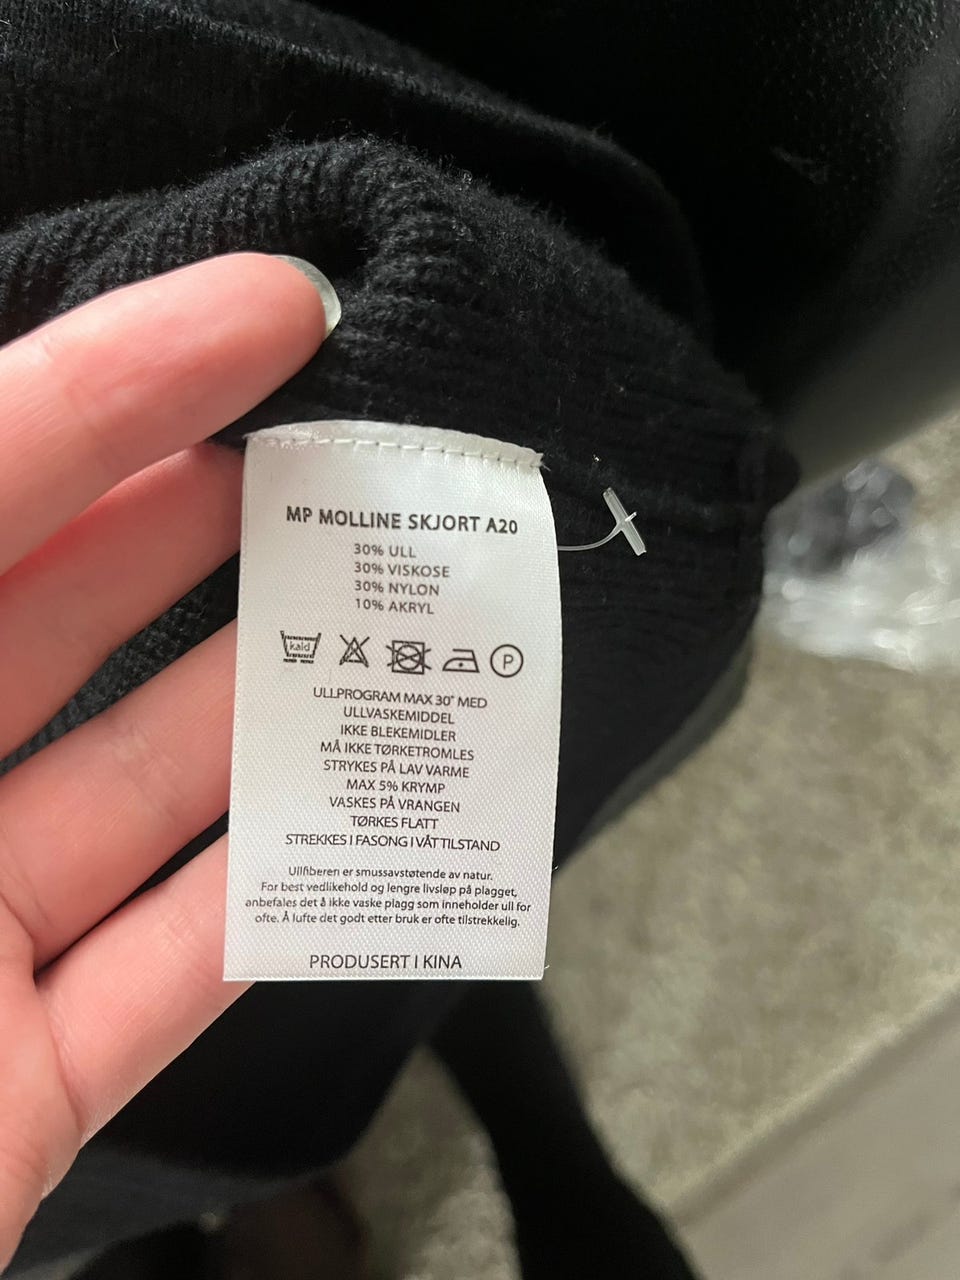 MP MOLLINE SKJORT A20
30% ULL
30% VISKOSE
30% NYLON
10% AKRYL
kald P
ULLPROGRAM MAX 30° MED
ULLVASKEMIDDEL
IKKE BLEKEMIDLER
MÅ IKKE TØRKETROMLES
STRYKES PÅ LAV VARME
MAX 5% KRYMP
VASKES PÅ VRANGEN
TØRKES FLATT
STREKKES I FASONG I VÅT TILSTAND
Ullfiberen er smussavstøtende av natur.
For best vedlikehold og lengre livsløp på plagget,
anbefales det å ikke vaske plagg som inneholder ull for
ofte. Å lufte det godt etter bruk er ofte tilstrekkelig.
PRODUSERT I KINA